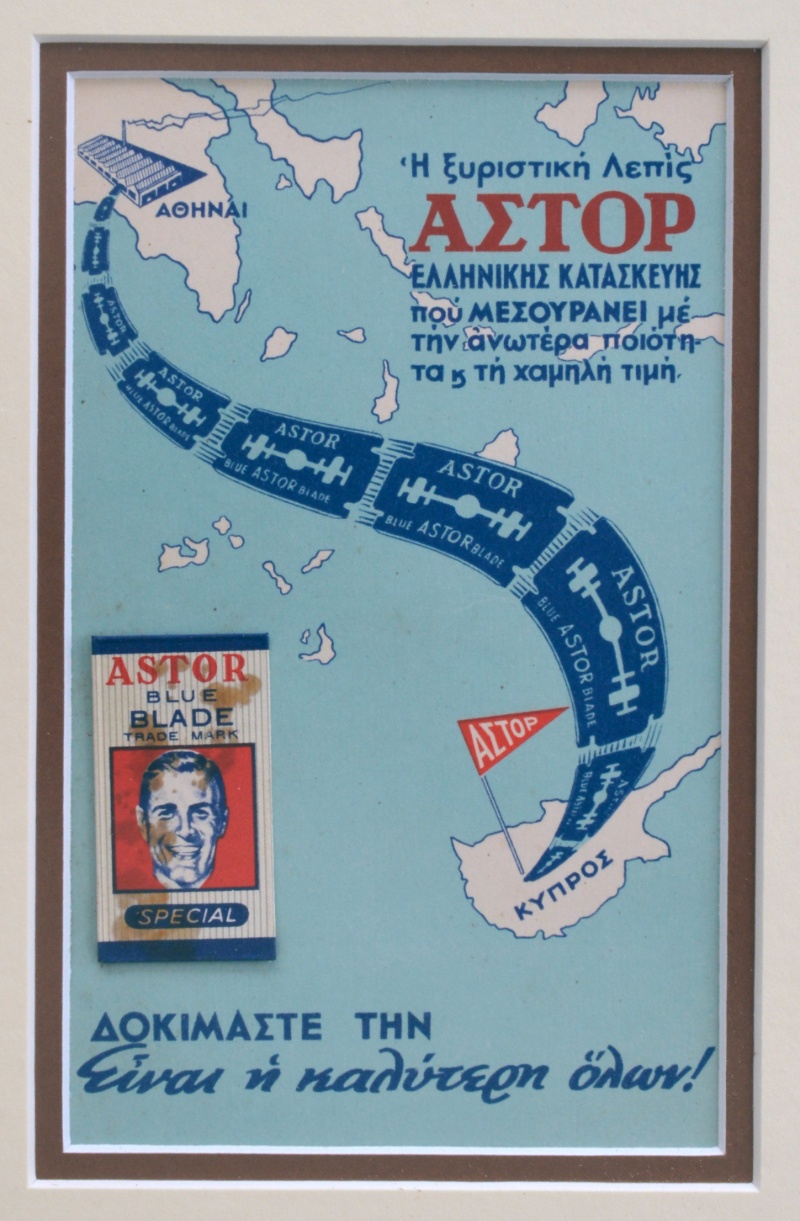 ΑΘΗΝΑΙ
Ἡ ξυριστική Λεπίς
ΑΣΤΟΡ
ΕΛΛΗΝΙΚΗΣ ΚΑΤΑΣΚΕΥΗΣ
πού ΜΕΣΟΥΡΑΝΕΙ μέ
τήν ἀνωτέρα ποιότη-
τα ϗ τή χαμηλή τιμή.
ASTOR
ASTOR
BLUE ASTOR BLADE
ASTOR
BLUE ASTOR BLADE
ASTOR
BLUE ASTOR BLADE
ASTOR
BLUE ASTOR BLADE
ΑΣΤΟΡ
ΚΥΠΡΟΣ
ASTOR
BLUE
BLADE
TRADE MARK
SPECIAL
ΔΟΚΙΜΑΣΤΕ ΤΗΝ
Εἶναι ἡ καλύτερη ὅλων!